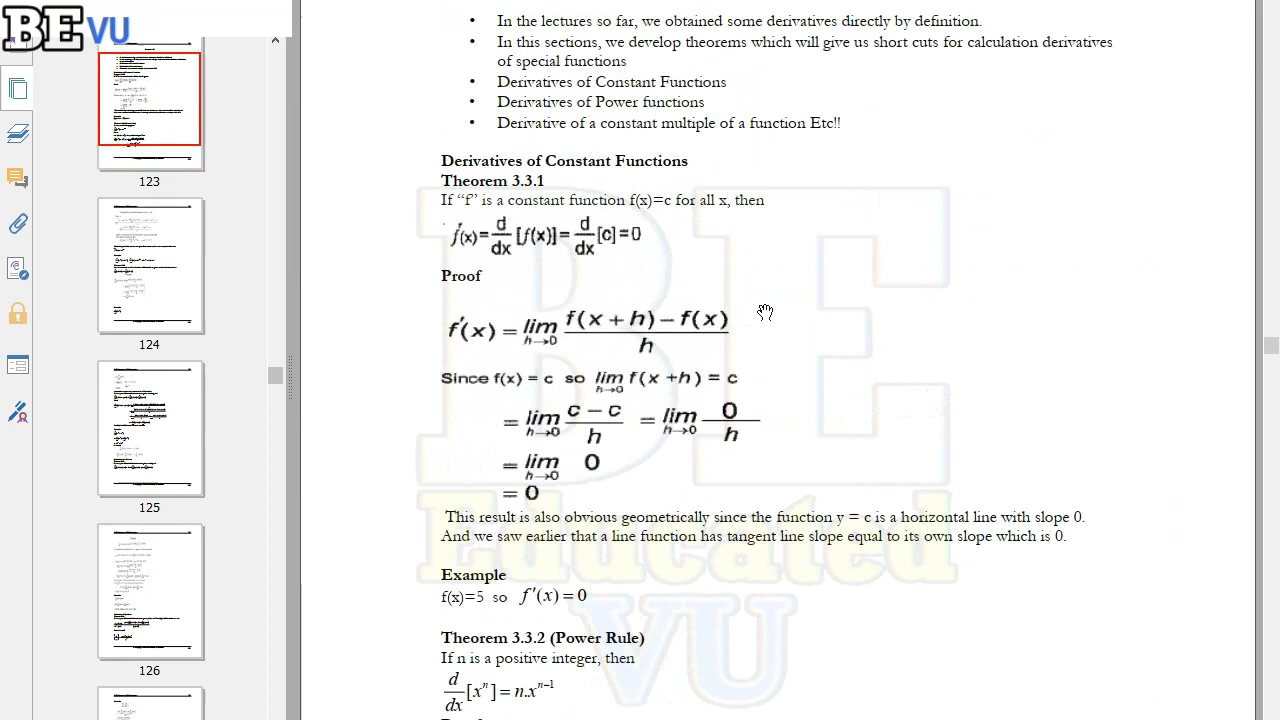 BE VU
• In the lectures so far, we obtained some derivatives directly by definition.
• In this sections, we develop theorems which will give us short cuts for calculation derivatives
of special functions
• Derivatives of Constant Functions
• Derivatives of Power functions
• Derivative of a constant multiple of a function Etc!!
Derivatives of Constant Functions
Theorem 3.3.1
If “f' is a constant function f(x)=c for all x, then
f′(x)= d/dx [f(x)]= d/dx [c]=0
Proof
f′(x) = lim h→0 f(x + h) – f(x) / h
Since f(x) = c so lim h→0 f(x +h) = c
= lim h→0 c – c / h = lim h→0 0 / h
= lim h→0 0
= 0
This result is also obvious geometrically since the function y = c is a horizontal line with slope 0.
And we saw earlier that a line function has tangent line slope equal to its own slope which is 0.
Example
f(x)=5 so f′(x) = 0
Theorem 3.3.2 (Power Rule)
If n is a positive integer, then
d/dx [xⁿ] = n.xⁿ⁻¹
123
124
125
126
BE
Educated
VU